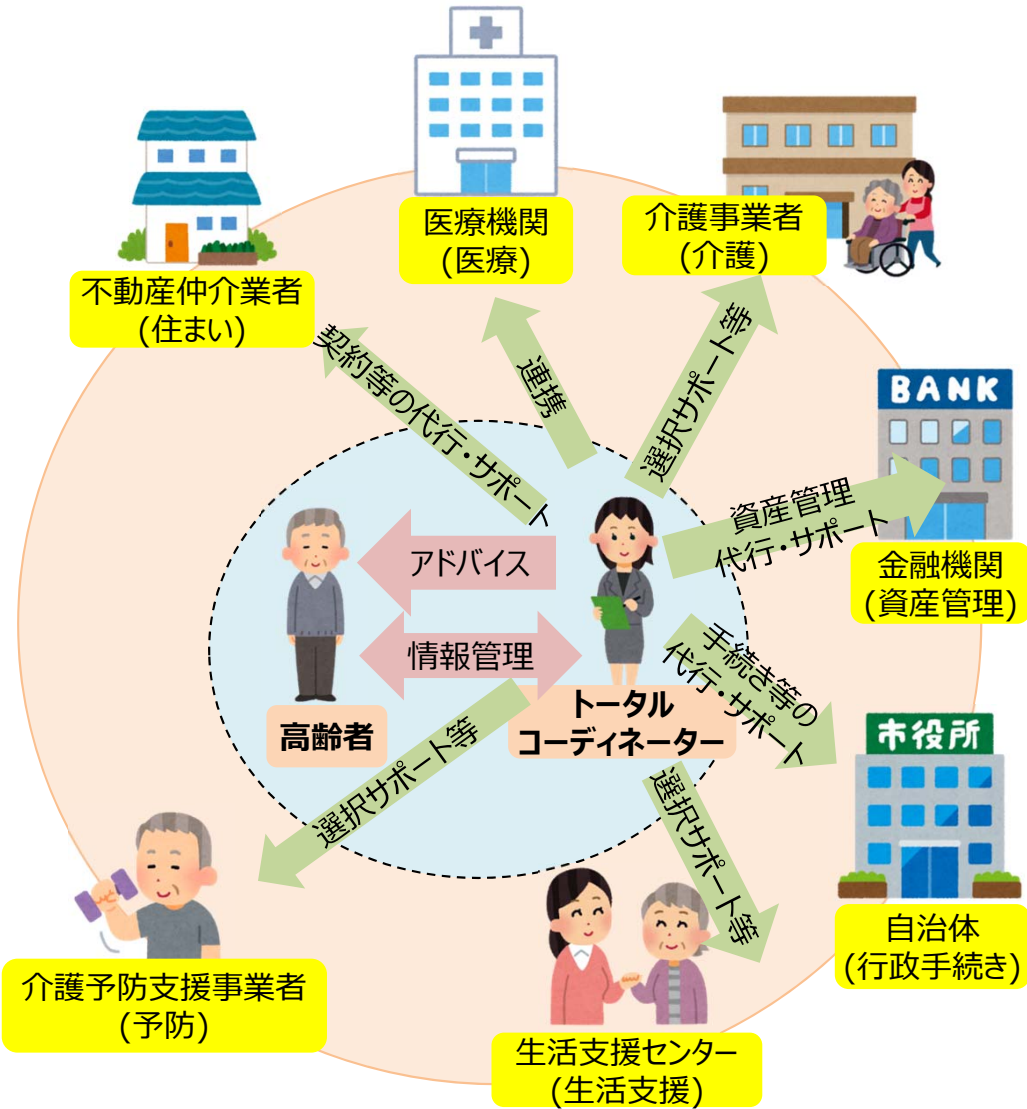 医療機関
(医療)
介護事業者
(介護)
不動産仲介業者
(住まい)
契約等の代行・サポート
連携
選択サポート等
BANK
資産管理
代行・サポート
金融機関
(資産管理)
アドバイス
情報管理
高齢者
トータル
コーディネーター
手続き等の
代行・サポート
市役所
自治体
(行政手続き)
選択サポート等
選択サポート等
介護予防支援事業者
(予防)
生活支援センター
(生活支援)